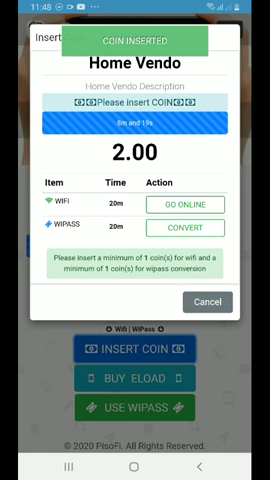 11:48
Insert
COIN INSERTED
Home Vendo
Home Vendo Description
Please insert COIN
8m and 19s
2.00
Item Time Action
WIFI 20m GO ONLINE
WIPASS 20m CONVERT
Please insert a minimum of 1 coin(s) for wifi and a
minimum of 1 coin(s) for wipass conversion
Cancel
Wifi | WiPass
INSERT COIN
BUY ELOAD
USE WIPASS
© 2020 PisoFi. All Rights Reserved.